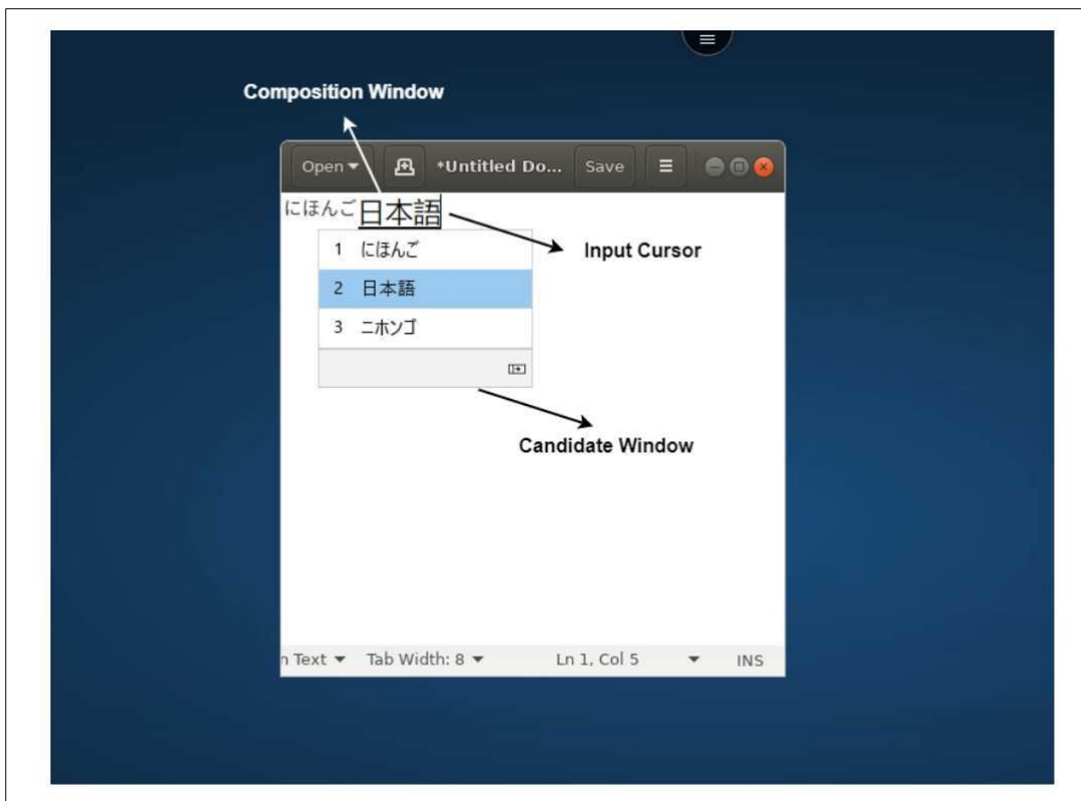 Composition Window
Open *Untitled Do... Save
にほんご日本語
Input Cursor
1 にほんご
2 日本語
3 ニホンゴ
Candidate Window
n Text Tab Width: 8 Ln 1, Col 5 INS